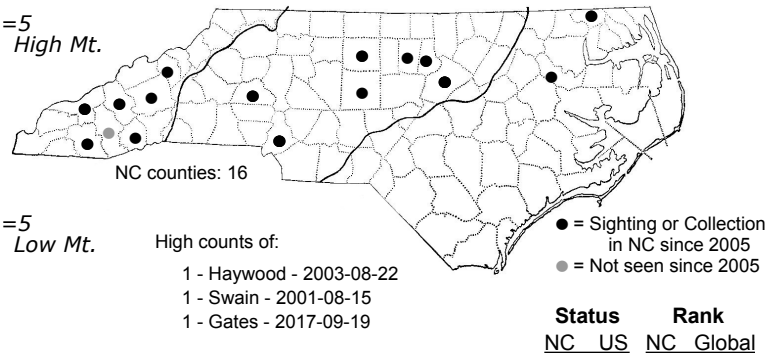 =5
High Mt.
NC counties: 16
=5
Low Mt.
High counts of:
1 - Haywood - 2003-08-22
1 - Swain - 2001-08-15
1 - Gates - 2017-09-19
= Sighting or Collection
in NC since 2005
= Not seen since 2005
Status Rank
NC US NC Global